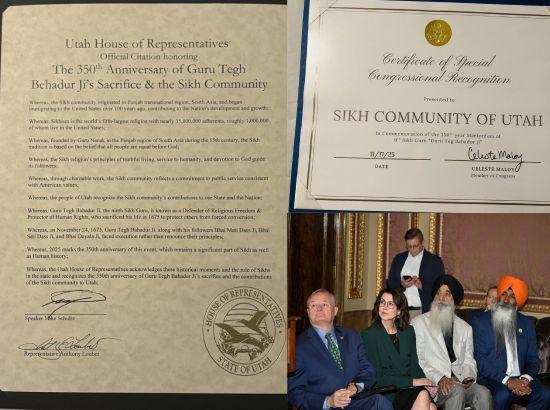 Utah House of Representatives
Official Citation honoring
The 350th Anniversary of Guru Tegh
Behadur Ji's Sacrifice & the Sikh Community
Whereas, the Sikh community originated in Punjab transnational region, South Asia, and began
immigrating to the United States over 100 years ago, contributing to the Nation's development and growth;
Whereas, Sikhism is the world's fifth-largest religion with nearly 25,000,000 adherents, roughly 1,000,000
of whom live in the United States;
Whereas, founded by Guru Nanak, in the Punjab region of South Asia during the 15th century, the Sikh
tradition is based on the belief that all people are equal before God;
Whereas, the Sikh religion's principles of truthful living, service to humanity, and devotion to God guide
its followers.
Whereas, through charitable work, the Sikh community reflects a commitment to public service consistent
with American values;
Whereas, the people of Utah recognize the Sikh community's contributions to our State and the Nation;
Whereas, Guru Tegh Bahadur Ji, the ninth Sikh Guru, is known as a Defender of Religious Freedom &
Protector of Human Rights, who sacrificed his life in 1675 to protect others from forced conversions.
Whereas, on November 24, 1675, Guru Tegh Bahadur Ji, along with his followers Bhai Mati Dass Ji, Bhai
Sati Dass Ji, and Bhai Dayala Ji, faced execution rather than renounce their principles;
Whereas, 2025 marks the 350th anniversary of this event, which remains a significant part of Sikh as well as
Human history;
Whereas, the Utah House of Representatives acknowledges these historical moments and the role of Sikhs in
the state and recognizes the 350th anniversary of Guru Tegh Bahadur Ji's sacrifice and the contributions
of the Sikh community to Utah;
Speaker Mike Schultz
Representative Anthony Loubet
HOUSE OF REPRESENTATIVES
STATE OF UTAH
Certificate of Special
Congressional Recognition
Presented to
SIKH COMMUNITY OF UTAH
In Commemoration of the 350th year Martyrdom of
9th Sikh Guru "Guru Teg Bahadur Ji"
11/17/25
Celeste Maloy
DATE
CELESTE MALOY
Member of Congress